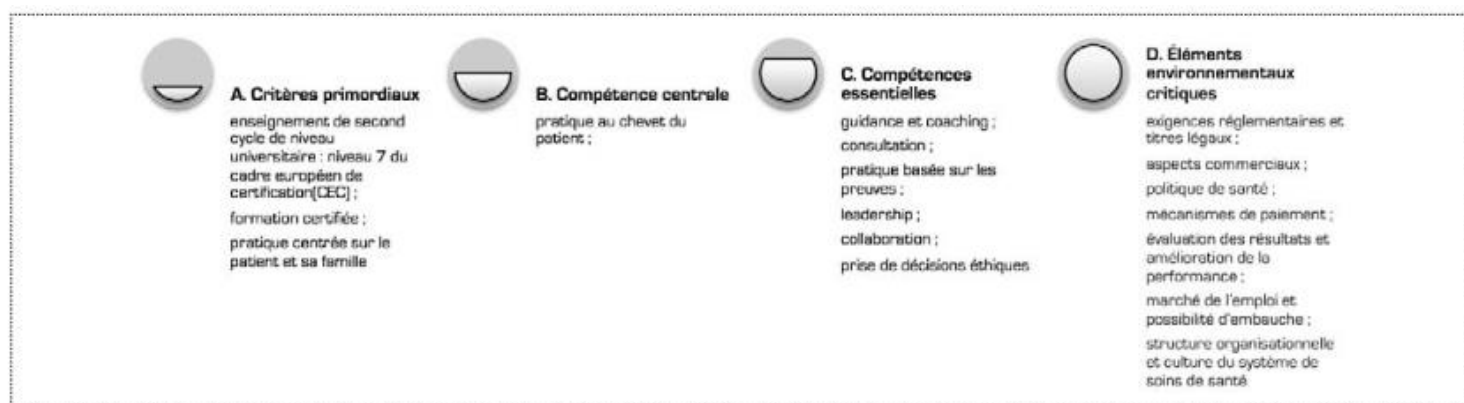 A. Critères primordiaux
enseignement de second
cycle de niveau
universitaire : niveau 7 du
cadre européen de
certification[CEC] ;
formation certifiée ;
pratique centrée sur le
patient et sa famille
B. Compétence centrale
pratique au chevet du
patient ;
C. Compétences
essentielles
guidance et coaching ;
consultation ;
pratique basée sur les
preuves ;
leadership ;
collaboration ;
prise de décisions éthiques
D. Éléments
environnementaux
critiques
exigences réglementaires et
titres légaux ;
aspects commerciaux ;
politique de santé ;
mécanismes de paiement ;
évaluation des résultats et
amélioration de la
performance ;
marché de l'emploi et
possibilité d'embauche ;
structure organisationnelle
et culture du système de
soins de santé